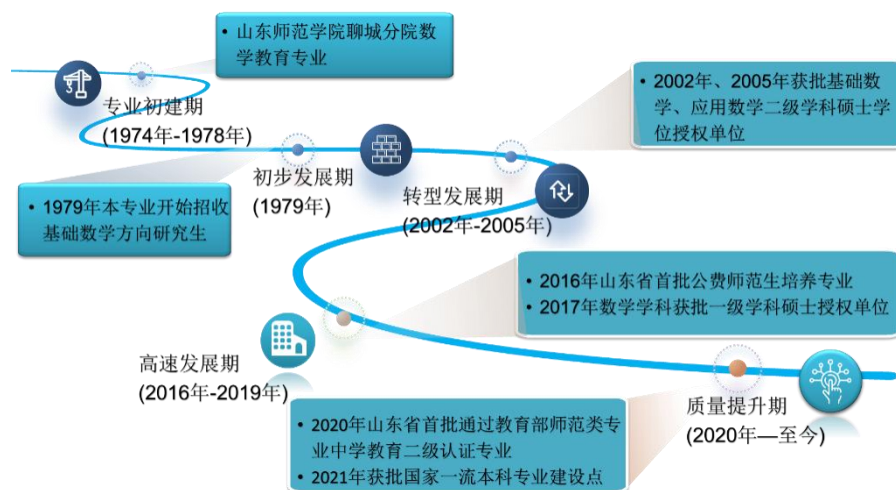 • 山东师范学院聊城分院数
学教育专业
专业初建期
(1974年-1978年)
• 2002年、2005年获批基础数
学、应用数学二级学科硕士学
位授权单位
初步发展期
(1979年)
• 1979年本专业开始招收
基础数学方向研究生
转型发展期
(2002年-2005年)
• 2016年山东省首批公费师范生培养专业
• 2017年数学学科获批一级学科硕士授权单位
高速发展期
(2016年-2019年)
质量提升期
(2020年—至今)
• 2020年山东省首批通过教育部师范类专
业中学教育二级认证专业
• 2021年获批国家一流本科专业建设点